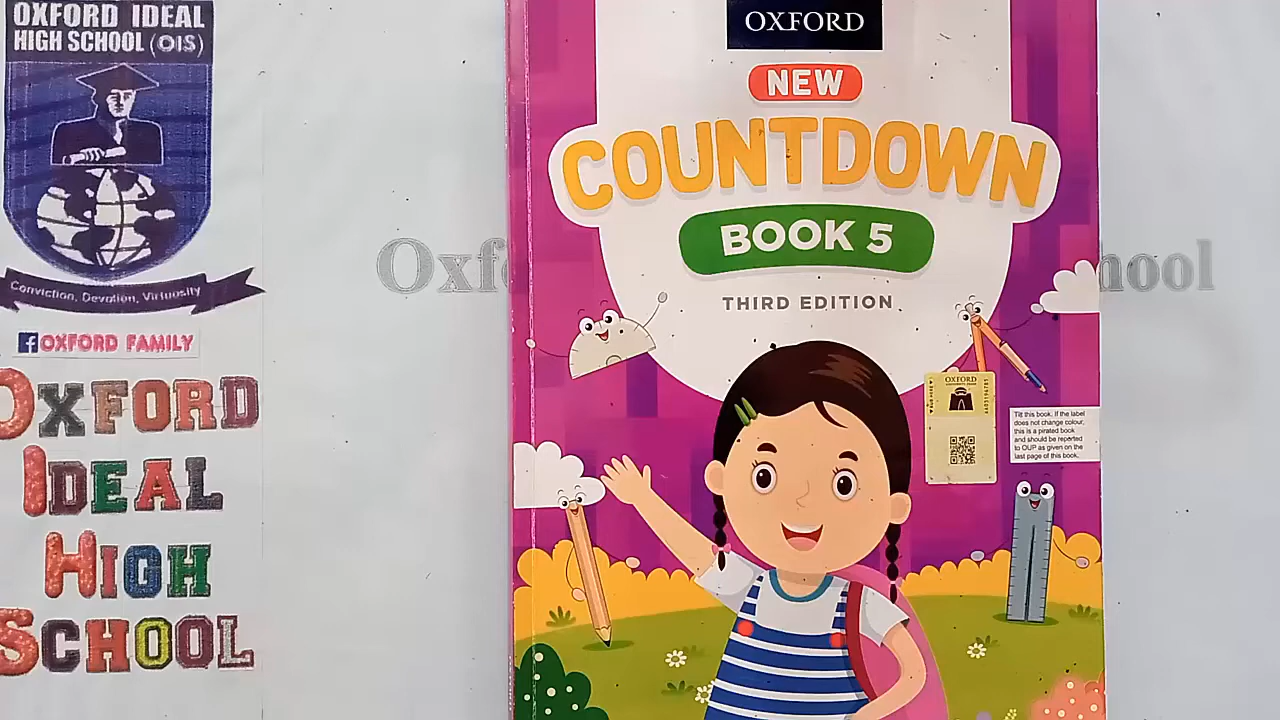 OXFORD IDEAL
HIGH SCHOOL (OIS)
Conviction, Devotion, Virtuosity
OXFORD FAMILY
OXFORD
IDEAL
HIGH
SCHOOL
OXFORD
NEW
COUNTDOWN
BOOK 5
THIRD EDITION
OXFORD
UNIVERSITY PRESS
Tilt this book. If the label
does not change colour,
this is a pirated book
and should be reported
to OUP as given on the
last page of this book.